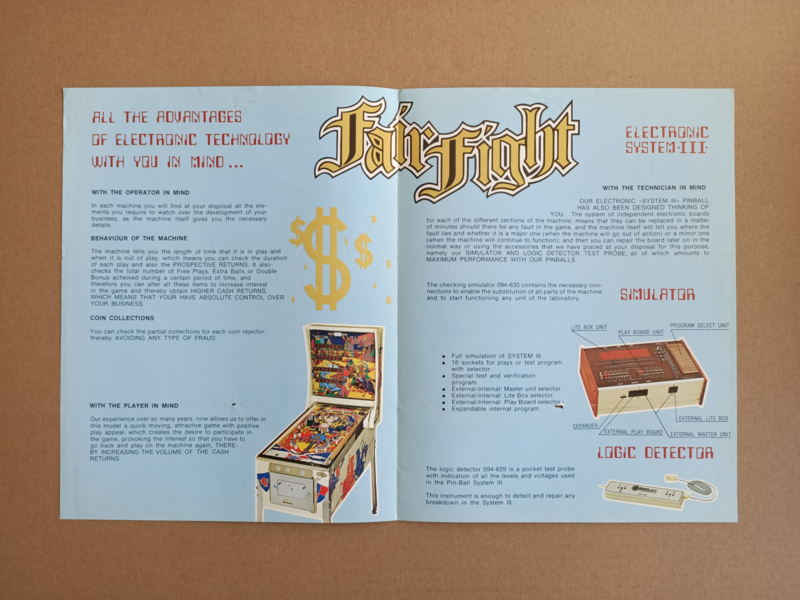 ALL THE ADVANTAGES
OF ELECTRONIC TECHNOLOGY
WITH YOU IN MIND ...
WITH THE OPERATOR IN MIND
In each machine you will find at your disposal all the ele-
ments you require to watch over the development of your
business, as the machine itself gives you the necessary
details.
BEHAVIOUR OF THE MACHINE
The machine tells you the length of time that it is in play and
when it is out of play, which means you can check the duration
of each play and also the PROSPECTIVE RETURNS, it also
checks the total number of Free Plays, Extra Balls or Double
Bonus acheived during a certain period of time, and
therefore you can alter all these items to increase interest
in the game and thereby obtain HIGHER CASH RETURNS.
WHICH MEANS THAT YOUR HAVE ABSOLUTE CONTROL OVER
YOUR BUSINESS.
COIN COLLECTIONS
You can check the partial collections for each coin rejector,
thereby AVOIDING ANY TYPE OF FRAUD.
WITH THE PLAYER IN MIND
Our experience over so many years, now allows us to offer in
this model a quick moving, attractive game with positive
play appeal, which creates the desire to participate in
the game, provoking the interest so that you have to
go back and play on the machine again, THERE-
BY INCREASING THE VOLUME OF THE CASH
RETURNS.
Fair Fight
$
$
$
$
ELECTRONIC
SYSTEM·III·
WITH THE TECHNICIAN IN MIND
OUR ELECTRONIC «SYSTEM III» PINBALL
HAS ALSO BEEN DESIGNED THINKING OF
YOU. The system of independent electronic boards
for each of the different sections of the machine, means that they can be replaced in a matter
of minutes should there be any fault in the game, and the machine itself will tell you where the
fault lies and whether it is a major one (when the machine will go out of action) or a minor one
(when the machine will continue to function), and then you can repair the board later on in the
normal way or using the accessories that we have placed at your disposal for this purpose,
namely our SIMULATOR AND LOGIC DETECTOR TEST PROBE, all of which amounts to
MAXIMUM PERFORMANCE WITH OUR PINBALLS
The checking simulator 094-630 contains the necessary con-
nections to enable the substitution of all parts of the machine
and to start functioning any unit of the laboratory.
SIMULATOR
LITE BOX UNIT
PLAY BOARD UNIT
PROGRAM SELECT UNIT
● Full simulation of SYSTEM III.
● 16 sockets for plays or test program
with selector
● Special test and verification
program.
● External-Internal: Master unit selector.
● External-Internal: Lite Box selector.
● External-Internal: Play Board selector.
● Expandable internal program.
EXPANDER
EXTERNAL PLAY BOARD
EXTERNAL LITE BOX
EXTERNAL MASTER UNIT
LOGIC DETECTOR
The logic detector 094-629 is a pocket test probe
with indication of all the levels and voltages used
in the Pin-Ball System III.
This instrument is enough to detect and repair any
breakdown in the System III.